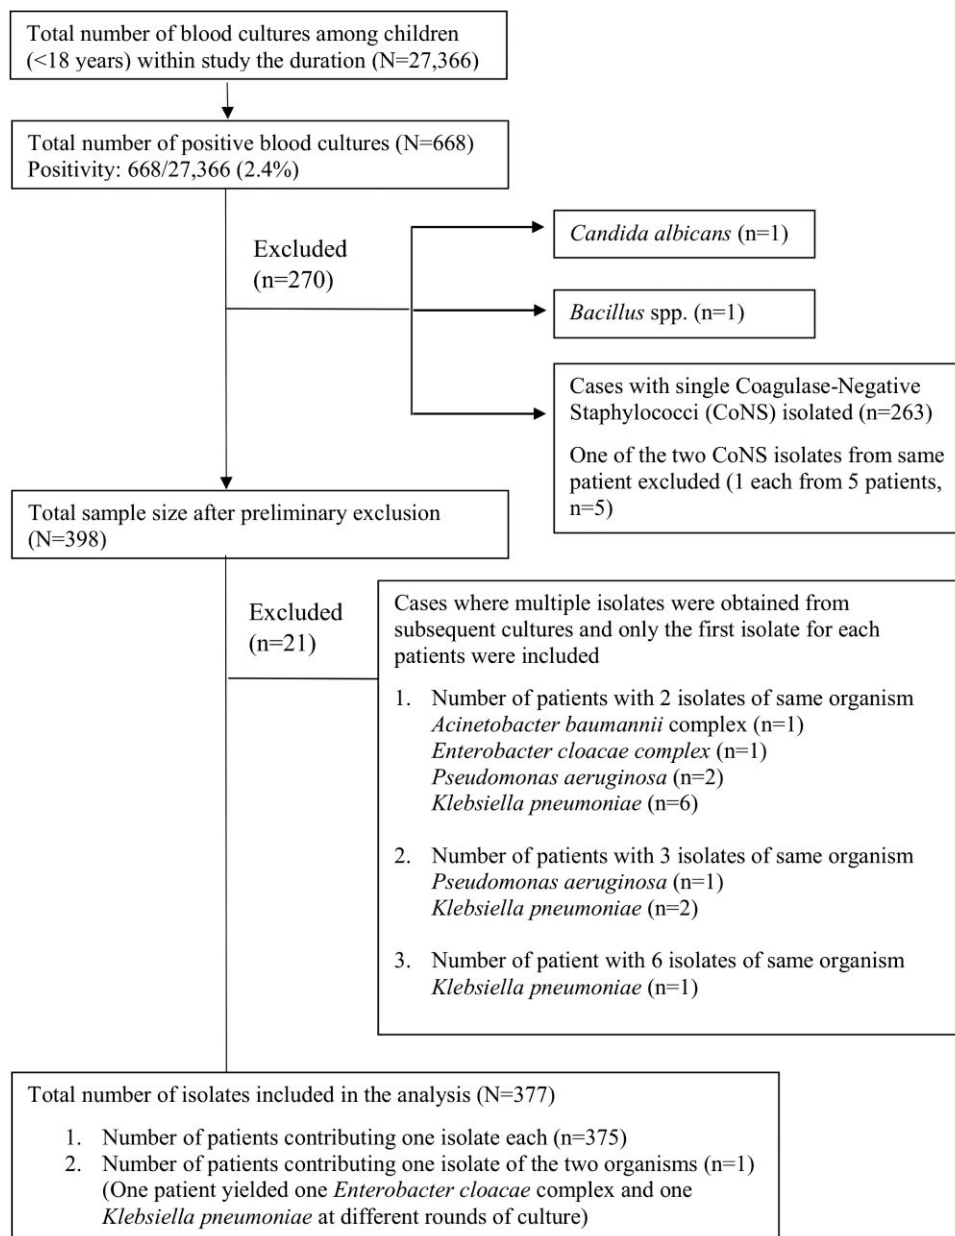 Total number of blood cultures among children
(<18 years) within study the duration (N=27,366)
Total number of positive blood cultures (N=668)
Positivity: 668/27,366 (2.4%)
Excluded
(n=270)
Candida albicans (n=1)
Bacillus spp. (n=1)
Cases with single Coagulase-Negative
Staphylococci (CoNS) isolated (n=263)
One of the two CoNS isolates from same
patient excluded (1 each from 5 patients,
n=5)
Total sample size after preliminary exclusion
(N=398)
Excluded
(n=21)
Cases where multiple isolates were obtained from
subsequent cultures and only the first isolate for each
patients were included
1. Number of patients with 2 isolates of same organism
Acinetobacter baumannii complex (n=1)
Enterobacter cloacae complex (n=1)
Pseudomonas aeruginosa (n=2)
Klebsiella pneumoniae (n=6)
2. Number of patients with 3 isolates of same organism
Pseudomonas aeruginosa (n=1)
Klebsiella pneumoniae (n=2)
3. Number of patient with 6 isolates of same organism
Klebsiella pneumoniae (n=1)
Total number of isolates included in the analysis (N=377)
1. Number of patients contributing one isolate each (n=375)
2. Number of patients contributing one isolate of the two organisms (n=1)
(One patient yielded one Enterobacter cloacae complex and one
Klebsiella pneumoniae at different rounds of culture)